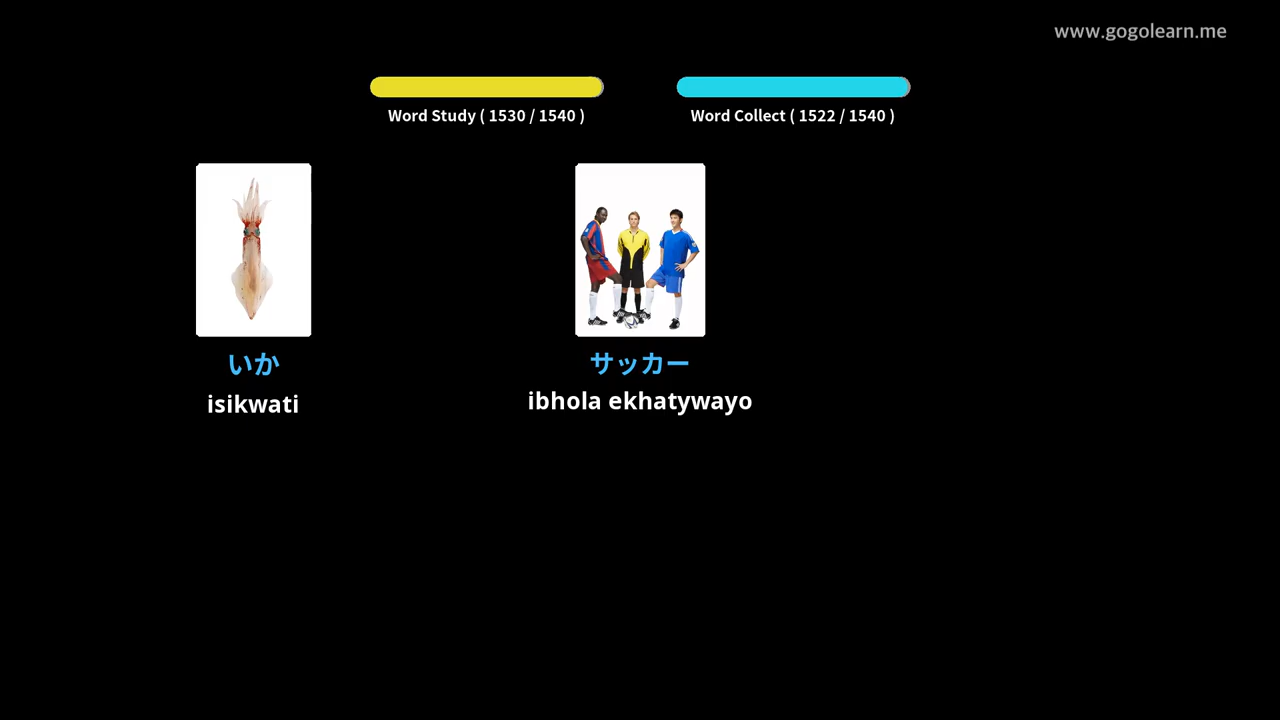 www.gogolearn.me
Word Study ( 1530 / 1540 )
Word Collect ( 1522 / 1540 )
いか
サッカー
isikwati
ibhola ekhatywayo